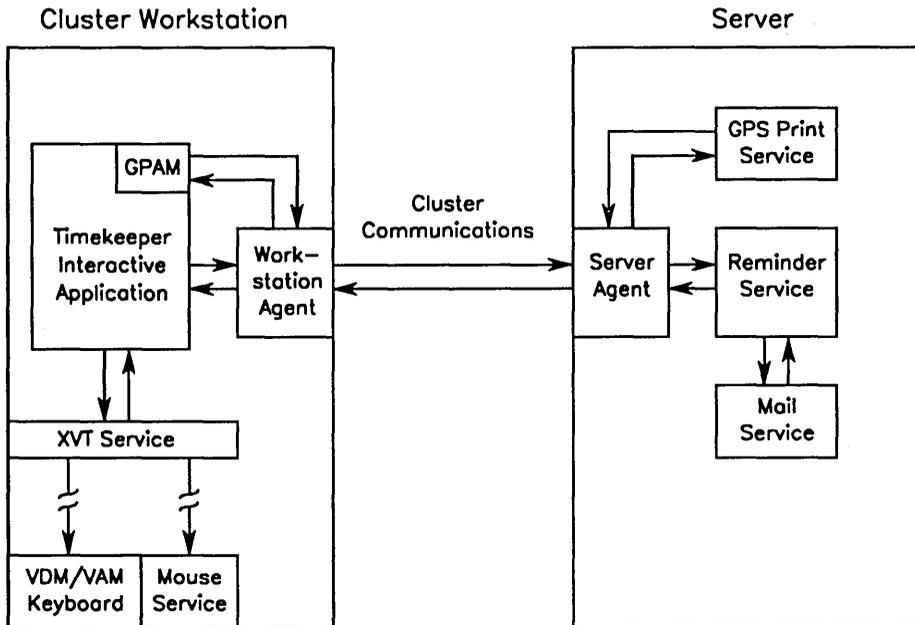 Cluster Workstation
Server
GPAM
Timekeeper
Interactive
Application
Work-
station
Agent
XVT Service
VDM/VAM
Keyboard
Mouse
Service
Cluster
Communications
GPS Print
Service
Server
Agent
Reminder
Service
Mail
Service